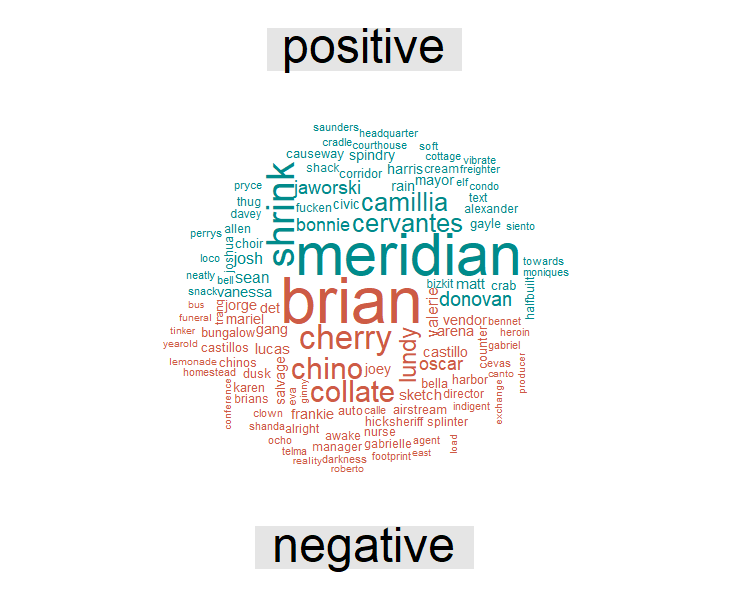 positive
saunders
headquarter
cradle courthouse soft
causeway spindry cottage vibrate
shack corridor harris cream freighter
pryce shrink jaworski rain mayor elf condo
thug fucken civic camillia text
davey bonnie cervantes gayle alexander
perrys allen siento
choir
loco joshua josh meridian towards
neatly bell sean bizkit matt crab moniques
snack vanessa brian valerie donovan halfbuilt
bus tranq jorge det
funeral mariel vendor bennet
tinker bungalow gang cherry lundy arena heroin
yearold castillos lucas castillo counter gabriel
lemonade chinos salvage chino joey oscar evas producer
homestead dusk bella harbor canto
conference karen eva ginny collate sketch director exchange
brians
clown frankie auto calle airstream indigent
shanda alright hicksheriff splinter
ocho awake nurse
telma manager gabrielle agent load
reality darkness footprint east
roberto
negative